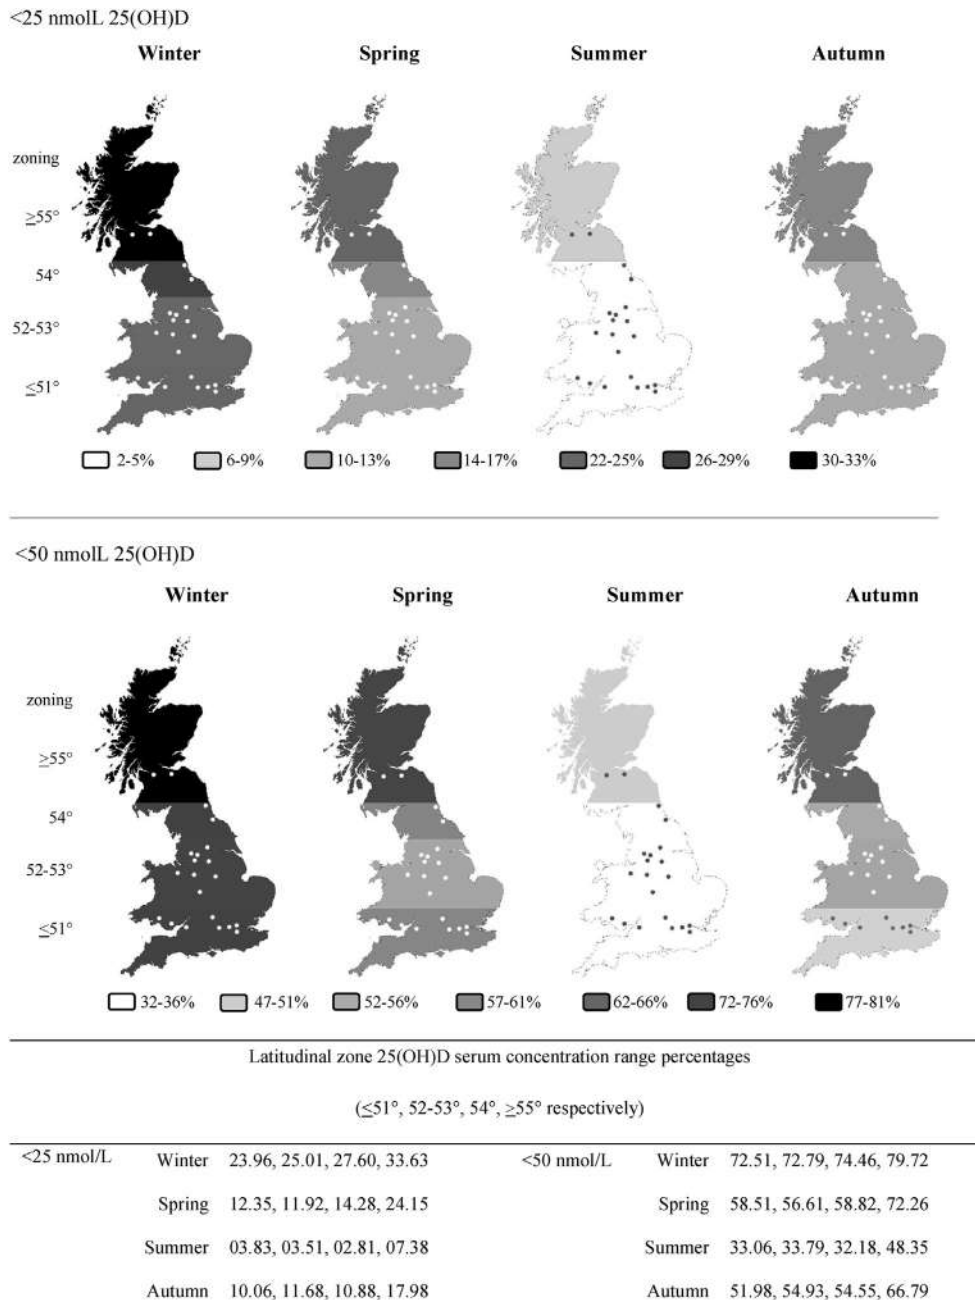 <25 nmolL 25(OH)D
Winter Spring Summer Autumn
zoning
≥55°
54°
52-53°
≤51°
2-5% 6-9% 10-13% 14-17% 22-25% 26-29% 30-33%
<50 nmolL 25(OH)D
Winter Spring Summer Autumn
zoning
≥55°
54°
52-53°
≤51°
32-36% 47-51% 52-56% 57-61% 62-66% 72-76% 77-81%
Latitudinal zone 25(OH)D serum concentration range percentages
(≤51°, 52-53°, 54°, ≥55° respectively)
<25 nmol/L Winter 23.96, 25.01, 27.60, 33.63 <50 nmol/L Winter 72.51, 72.79, 74.46, 79.72
Spring 12.35, 11.92, 14.28, 24.15 Spring 58.51, 56.61, 58.82, 72.26
Summer 03.83, 03.51, 02.81, 07.38 Summer 33.06, 33.79, 32.18, 48.35
Autumn 10.06, 11.68, 10.88, 17.98 Autumn 51.98, 54.93, 54.55, 66.79